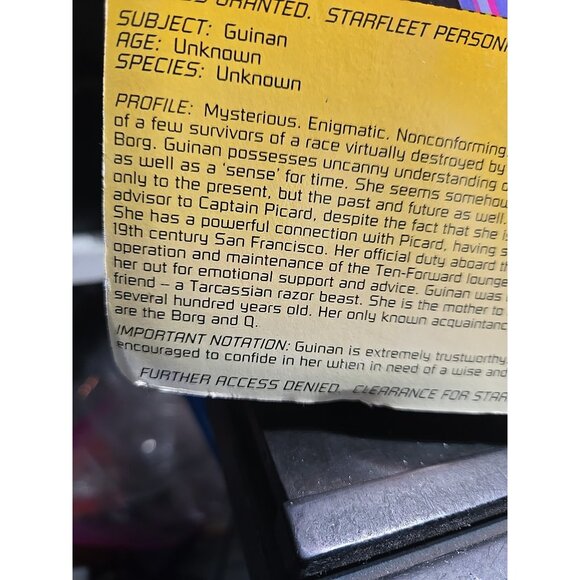 GRANTED. STARFLEET
SUBJECT: Guinan
AGE: Unknown
SPECIES: Unknown
PROFILE: Mysterious. Enigmatic. Nonconforming.
of a few survivors of a race virtually destroyed by
Borg. Guinan possesses uncanny understanding
as well as a 'sense' for time. She seems somehow
only to the present, but the past and future as well.
advisor to Captain Picard, despite the fact that she
She has a powerful connection with Picard, having
19th century San Francisco. Her official duty aboard
operation and maintenance of the Ten-Forward lounge
her out for emotional support and advice. Guinan was
friend – a Tarcassian razor beast. She is the mother to
several hundred years old. Her only known
are the Borg and Q.
IMPORTANT NOTATION: Guinan is extremely trustworthy.
encouraged to confide in her when in need of a wise and
FURTHER ACCESS DENIED. CLEARANCE FOR